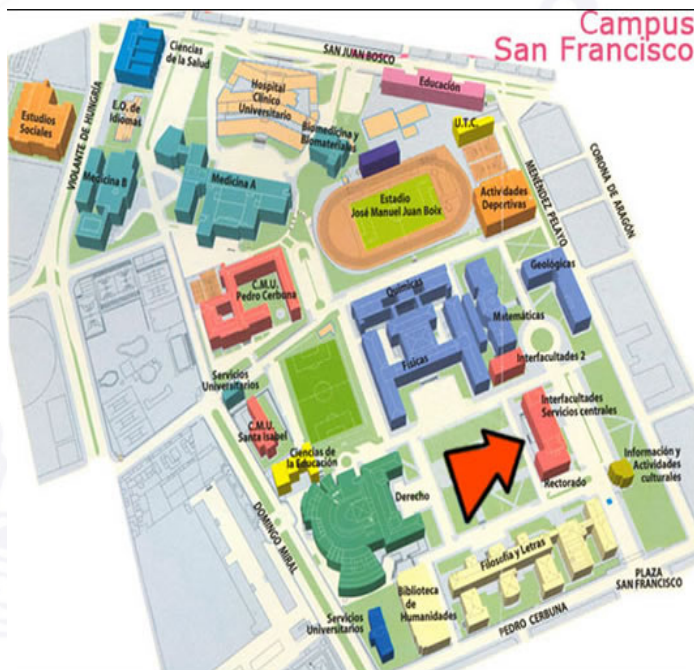 Campus
San Francisco
SAN JUAN BOSCO
Ciencias
de la Salud
Educación
Hospital
Clínico
Universitario
E.O. de
Idiomas
Estudios
Sociales
VIOLANTE DE HUNGRÍA
Biomedicina y
Biomateriales
U.T.C.
CORONA DE ARAGÓN
MENÉNDEZ PELAYO
Medicina B
Medicina A
Estadio
José Manuel Juan Boix
Actividades
Deportivas
C.M.U.
Pedro Cerbuna
Geológicas
Químicas
Matemáticas
Físicas
Interfacultades 2
Servicios
Universitarios
Interfacultades
Servicios centrales
C.M.U.
Santa Isabel
Ciencias de
la Educación
Información y
Actividades
culturales
Rectorado
Derecho
DOMINGO MIRAL
Filosofía y Letras
PLAZA
SAN FRANCISCO
Biblioteca
de
Humanidades
Servicios
Universitarios
PEDRO CERBUNA